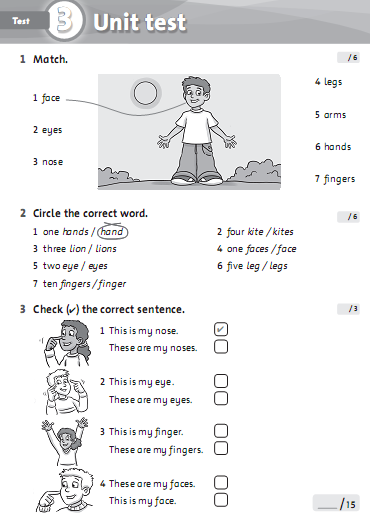 Test 3 Unit test
1 Match. /6
1 face
2 eyes
3 nose
4 legs
5 arms
6 hands
7 fingers
2 Circle the correct word. /6
1 one hands / hand 2 four kite / kites
3 three lion / lions 4 one faces / face
5 two eye / eyes 6 five leg / legs
7 ten fingers / finger
3 Check (✔) the correct sentence. /3
1 This is my nose. ✔
These are my noses.
2 This is my eye.
These are my eyes.
3 This is my finger.
These are my fingers.
4 These are my faces.
This is my face.
___/15